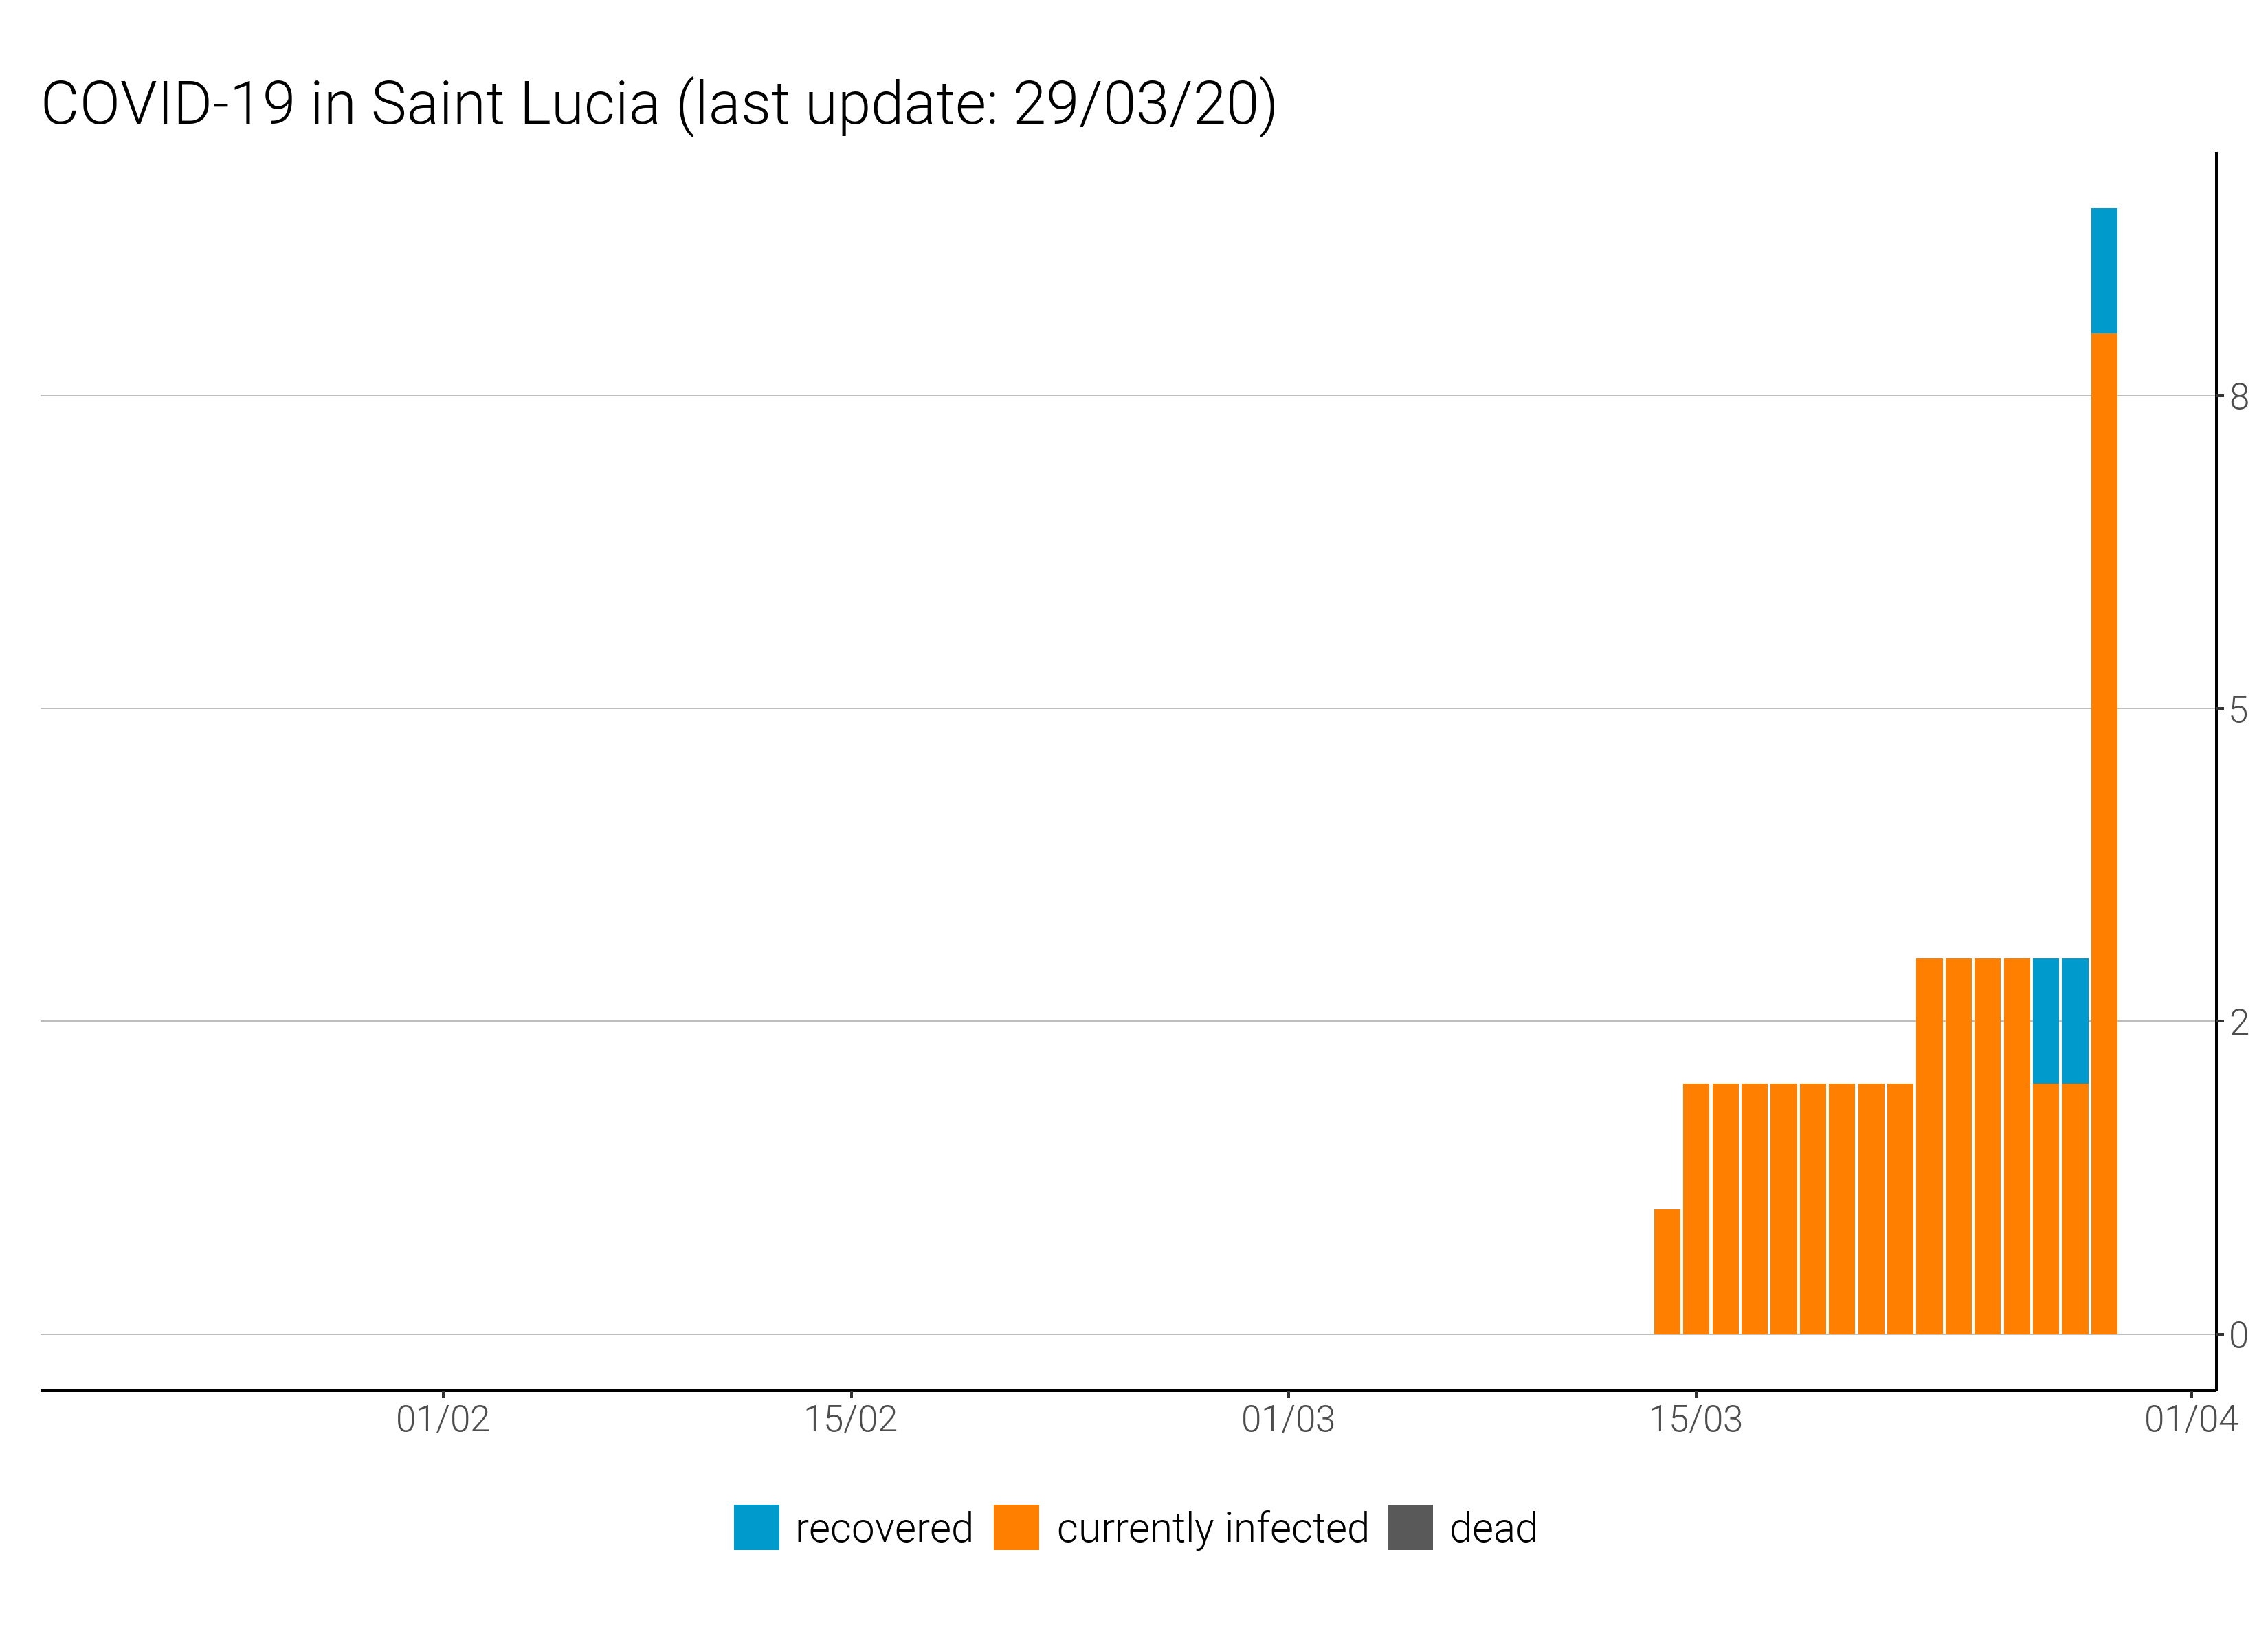 COVID-19 in Saint Lucia (last update: 29/03/20)
8
5
2
0
01/02 15/02 01/03 15/03 01/04
recovered currently infected dead